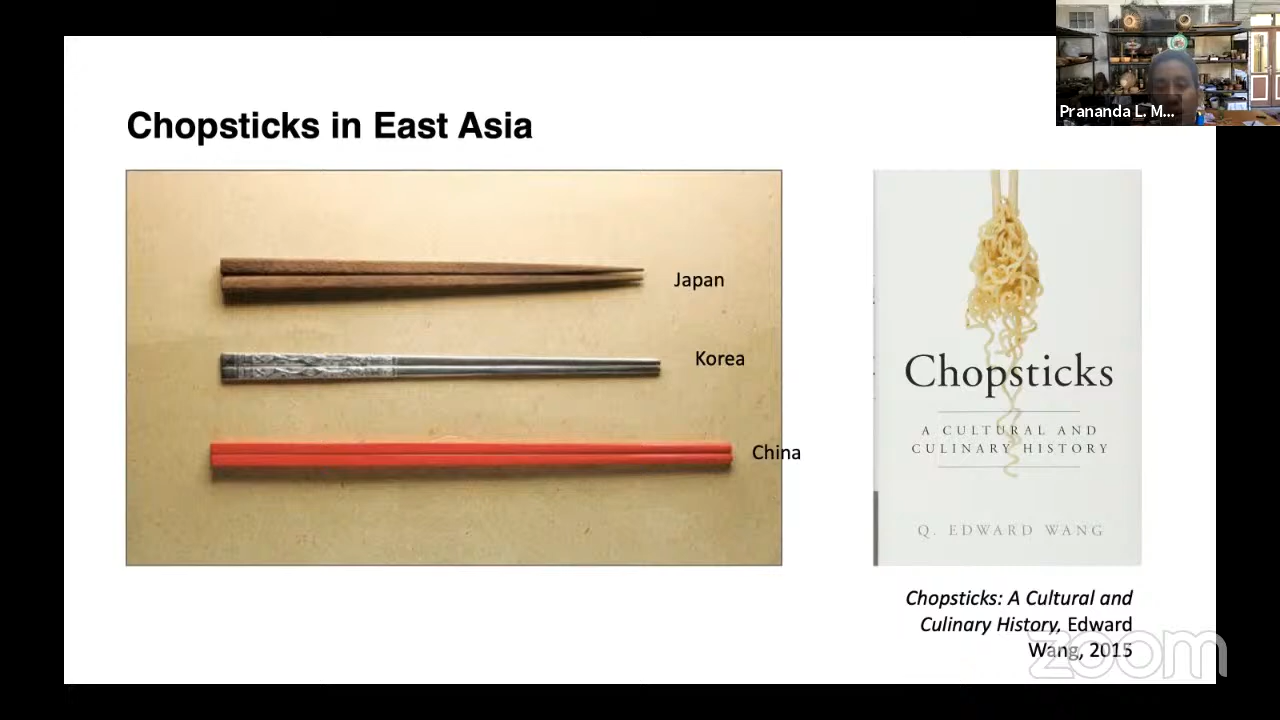 Prananda L. M...
Chopsticks in East Asia
Japan
Korea
China
Chopsticks
A CULTURAL AND
CULINARY HISTORY
Q. EDWARD WANG
Chopsticks: A Cultural and
Culinary History, Edward
Wang, 2015
zoom